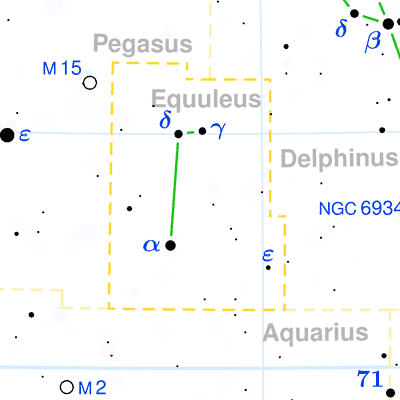 δ
β
Pegasus
M 15
Equuleus
δ
γ
ε
Delphinus
NGC 6934
α
ε
Aquarius
71
M 2